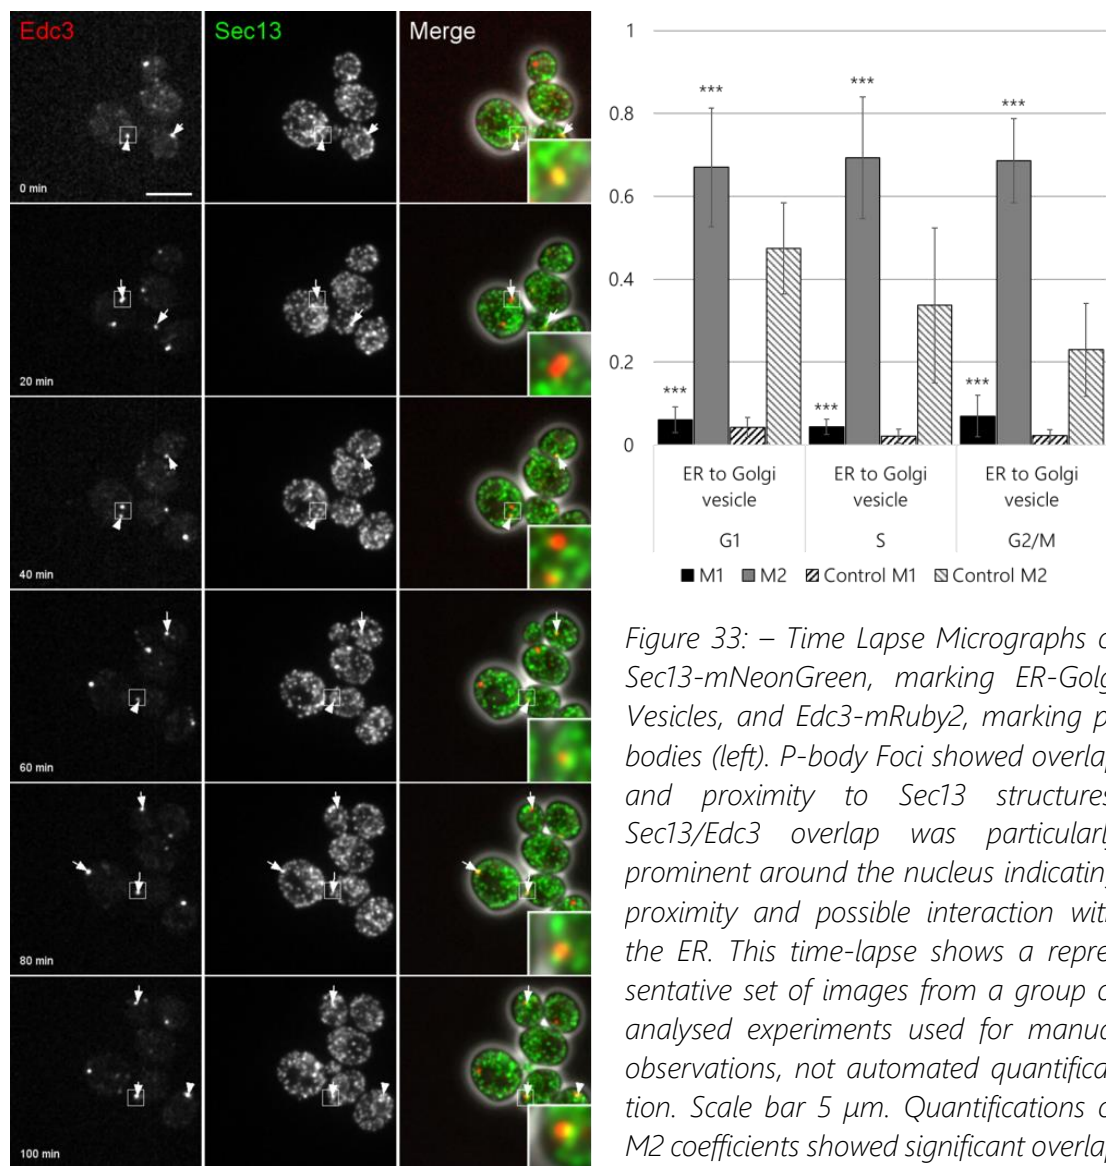 Edc3
Sec13
Merge
0 min
20 min
40 min
60 min
80 min
100 min
1
0.8
0.6
0.4
0.2
0
***
***
***
***
***
***
ER to Golgi
vesicle
ER to Golgi
vesicle
ER to Golgi
vesicle
G1
S
G2/M
M1
M2
Control M1
Control M2
Figure 33: – Time Lapse Micrographs
Sec13-mNeonGreen, marking ER-Golg
Vesicles, and Edc3-mRuby2, marking p
bodies (left). P-body Foci showed overlap
and proximity to Sec13 structures
Sec13/Edc3 overlap was particularl
prominent around the nucleus indicatin
proximity and possible interaction wit
the ER. This time-lapse shows a repre
sentative set of images from a group o
analysed experiments used for manua
observations, not automated quantifica
tion. Scale bar 5 µm. Quantifications o
M2 coefficients showed significant overlap